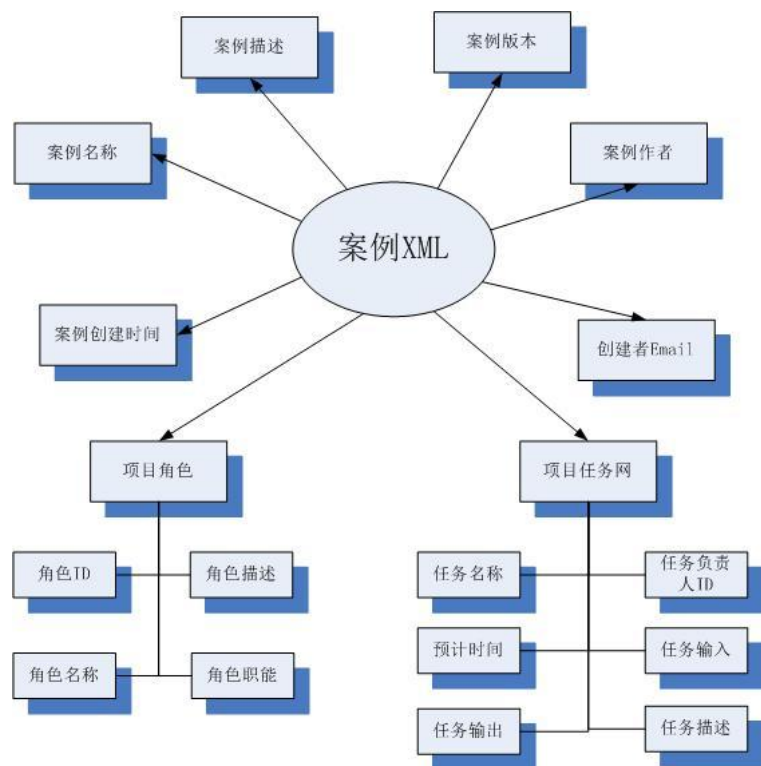 案例描述
案例版本
案例名称
案例作者
案例XML
案例创建时间
创建者Email
项目角色
项目任务网
角色ID
角色描述
角色名称
角色职能
任务名称
任务负责
人ID
预计时间
任务输入
任务输出
任务描述